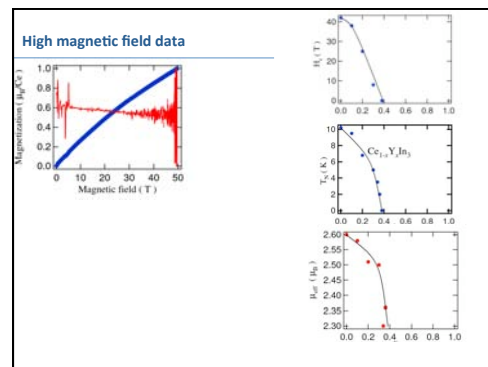 High magnetic field data
Magnetization ( μB/Ce )
1.0
0.8
0.6
0.4
0.2
0.0
0 10 20 30 40 50
Magnetic field ( T )
40
30
20
10
0
0.0 0.2 0.4 0.6 0.8 1.0
10
8
6
4
2
0
TN ( K )
Ce1-xYxIn3
0.0 0.2 0.4 0.6 0.8 1.0
2.60
2.55
2.50
2.45
2.40
2.35
2.30
μeff ( μB )
0.0 0.2 0.4 0.6 0.8 1.0